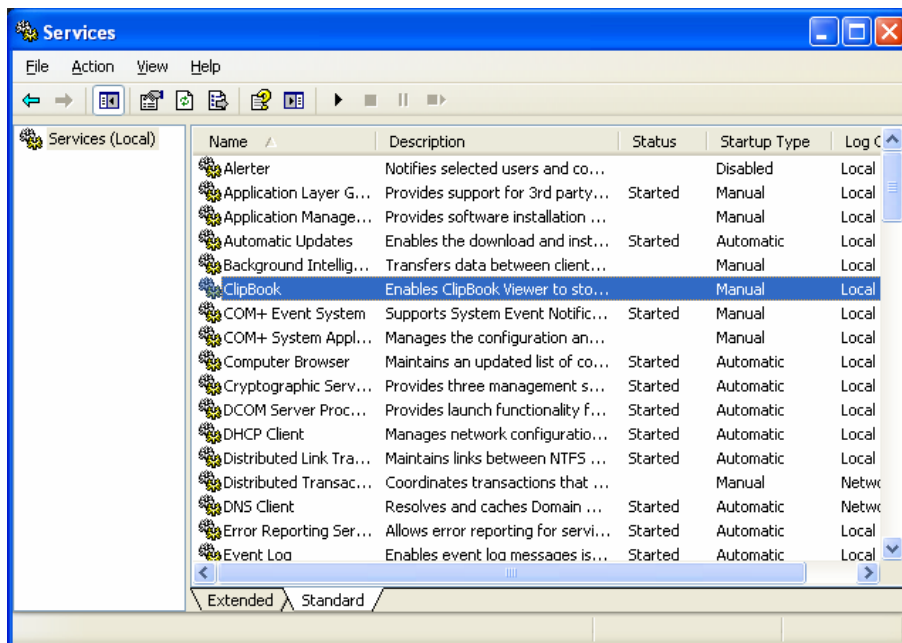 Services
File Action View Help
Services (Local)
Name Description Status Startup Type Log O
Alerter Notifies selected users and co... Disabled Local
Application Layer G... Provides support for 3rd party... Started Manual Local
Application Manage... Provides software installation ... Manual Local
Automatic Updates Enables the download and inst... Started Automatic Local
Background Intellig... Transfers data between client... Manual Local
ClipBook Enables ClipBook Viewer to sto... Manual Local
COM+ Event System Supports System Event Notific... Started Manual Local
COM+ System Appl... Manages the configuration an... Manual Local
Computer Browser Maintains an updated list of co... Started Automatic Local
Cryptographic Serv... Provides three management s... Started Automatic Local
DCOM Server Proc... Provides launch functionality f... Started Automatic Local
DHCP Client Manages network configuratio... Started Automatic Local
Distributed Link Tra... Maintains links between NTFS ... Started Automatic Local
Distributed Transac... Coordinates transactions that ... Manual Netwo
DNS Client Resolves and caches Domain ... Started Automatic Netwo
Error Reporting Ser... Allows error reporting for servi... Started Automatic Local
Event Log Enables event log messages is... Started Automatic Local
Extended Standard